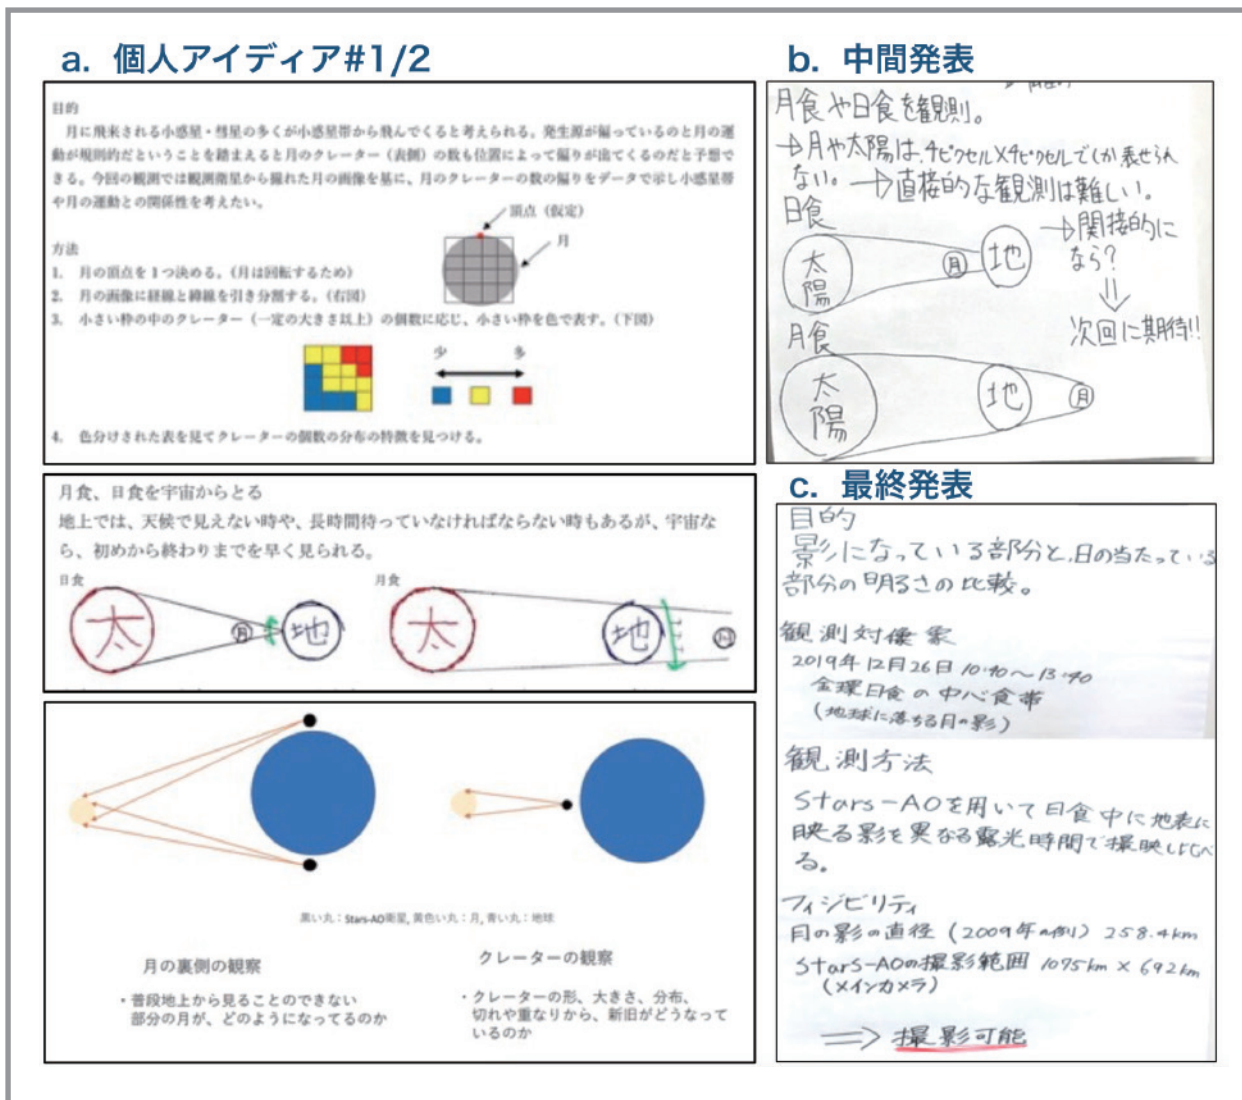 a. 個人アイディア#1/2
目的
月に飛来される小惑星・彗星の多くが小惑星帯から飛んでくると考えられる。発生源が偏っているのと月の運
動が規則的だということを踏まえると月のクレーター（表側）の数も位置によって偏りが出てくるのだと予想で
きる。今回の観測では観測衛星から撮れた月の画像を基に、月のクレーターの数の偏りをデータで示し小惑星帯
や月の運動との関係性を考えたい。
頂点（仮定）
月
方法
1. 月の頂点を1つ決める。(月は回転するため)
2. 月の画像に経線と緯線を引き分割する。(右図)
3. 小さい枠の中のクレーター（一定の大きさ以上）の個数に応じ、小さい枠を色で表す。(下図)
少 多
4. 色分けされた表を見てクレーターの個数の分布の特徴を見つける。
月食、日食を宇宙からとる
地上では、天候で見えない時や、長時間待っていなければならない時もあるが、宇宙な
ら、初めから終わりまでを早く見られる。
日食 月食
太 月 地 太 地 月
黒い丸：Stars-AO衛星, 黄色い丸：月, 青い丸：地球
月の裏側の観察
・普段地上から見ることのできない
部分の月が、どのようになってるのか
クレーターの観察
・クレーターの形、大きさ、分布、
切れや重なりから、新旧がどうなって
いるのか
b. 中間発表
月食や日食を観測。
→月や太陽は、4ピクセル×4ピクセルでしか表せられ
ない。→直接的な観測は難しい。
日食
太陽 月 地
→間接的に
なら?
⇓
次回に期待!!
月食
太陽 地 月
c. 最終発表
目的
影になっている部分と、日の当たっている
部分の明るさの比較。
観測対象
2019年12月26日 10:40〜13:40
金環日食の中心食帯
(地球に落ちる月の影)
観測方法
Stars-AOを用いて日食中に地表に
映る影を異なる露光時間で撮映し比べ
る。
フィジビリティ
月の影の直径 (2009年の例) 258.4km
Stars-AOの撮影範囲 1075km × 692km
(メインカメラ)
⇒ 撮影可能